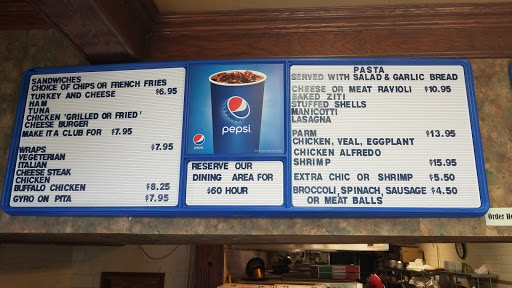 SANDWICHES
CHOICE OF CHIPS OR FRENCH FRIES
TURKEY AND CHEESE $6.95
HAM
TUNA
CHICKEN 'GRILLED OR FRIED'
CHEESE BURGER
MAKE IT A CLUB FOR $7.95
WRAPS $7.95
VEGETERIAN
ITALIAN
CHEESE STEAK
CHICKEN
BUFFALO CHICKEN $8.25
GYRO ON PITA $7.95
pepsi
pepsi
RESERVE OUR
DINING AREA FOR
$60 HOUR
PASTA
SERVED WITH SALAD & GARLIC BREAD
CHEESE OR MEAT RAVIOLI $10.95
BAKED ZITI
STUFFED SHELLS
MANICOTTI
LASAGNA
PARM $13.95
CHICKEN, VEAL, EGGPLANT
CHICKEN ALFREDO
SHRIMP $15.95
EXTRA CHIC OR SHRIMP $5.50
BROCCOLI, SPINACH, SAUSAGE $4.50
OR MEAT BALLS
Order